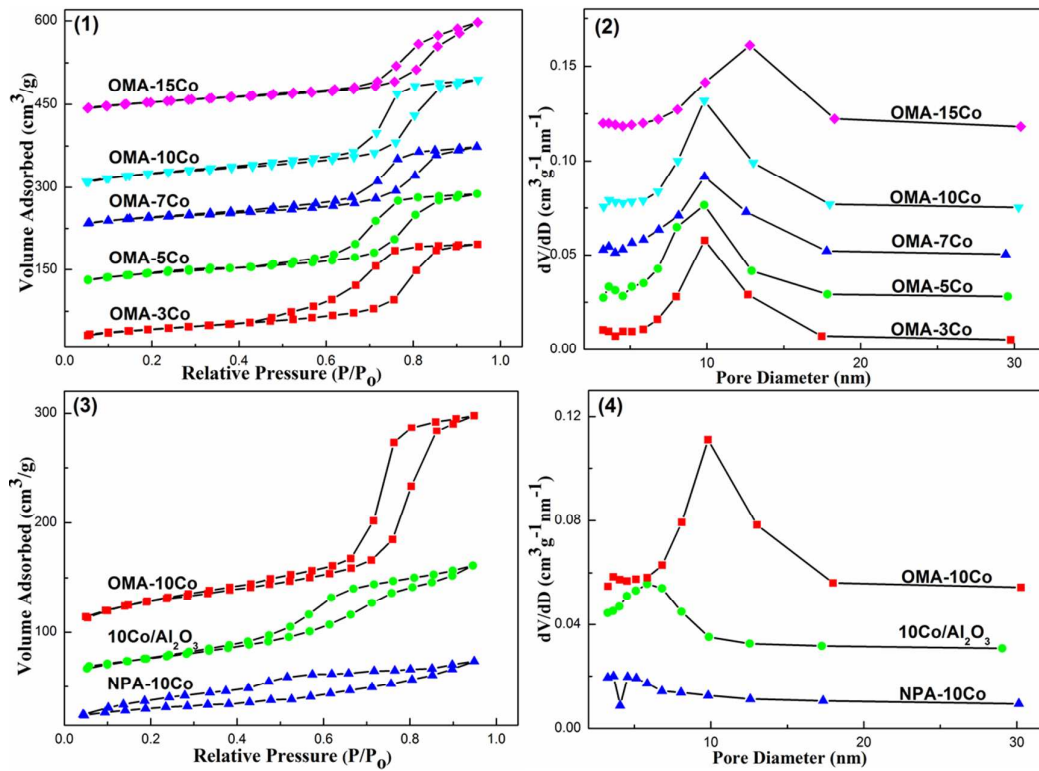 (1)
600
450
300
150
Volume Adsorbed (cm³/g)
OMA-15Co
OMA-10Co
OMA-7Co
OMA-5Co
OMA-3Co
0.0 0.2 0.4 0.6 0.8 1.0
Relative Pressure (P/Po)
(2)
0.15
0.10
0.05
0.00
dV/dD (cm³g⁻¹nm⁻¹)
OMA-15Co
OMA-10Co
OMA-7Co
OMA-5Co
OMA-3Co
10 20 30
Pore Diameter (nm)
(3)
300
200
100
Volume Adsorbed (cm³/g)
OMA-10Co
10Co/Al₂O₃
NPA-10Co
0.0 0.2 0.4 0.6 0.8 1.0
Relative Pressure (P/Po)
(4)
0.12
0.08
0.04
0.00
dV/dD (cm³g⁻¹nm⁻¹)
OMA-10Co
10Co/Al₂O₃
NPA-10Co
10 20 30
Pore Diameter (nm)